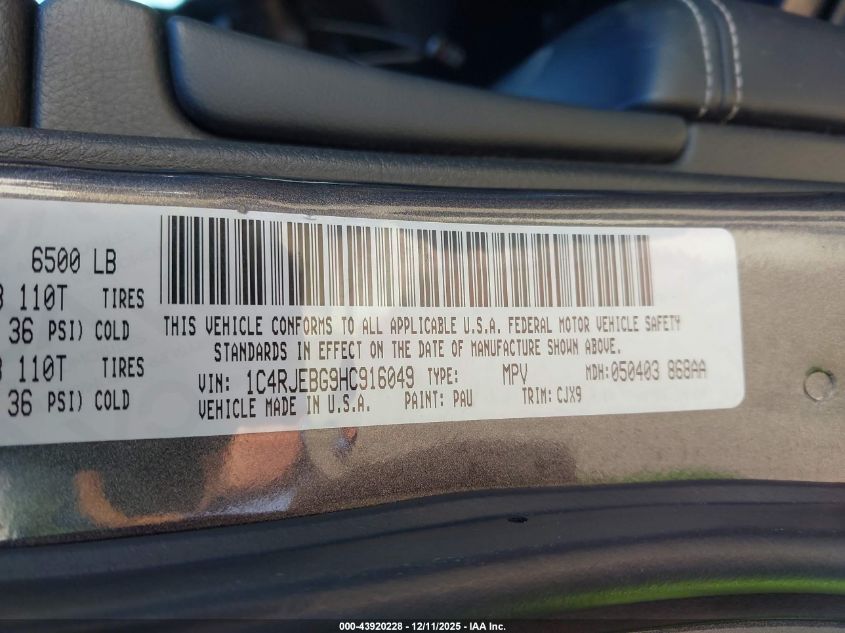 6500 LB
110T TIRES
36 PSI) COLD
110T TIRES
36 PSI) COLD
THIS VEHICLE CONFORMS TO ALL APPLICABLE U.S.A. FEDERAL MOTOR VEHICLE SAFETY
STANDARDS IN EFFECT ON THE DATE OF MANUFACTURE SHOWN ABOVE.
VIN: 1C4RJEBG9HC916049 TYPE: MPV MDH: 050403 868AA
VEHICLE MADE IN U.S.A. PAINT: PAU TRIM: CJX9
000-43920228 - 12/11/2025 - IAA Inc.